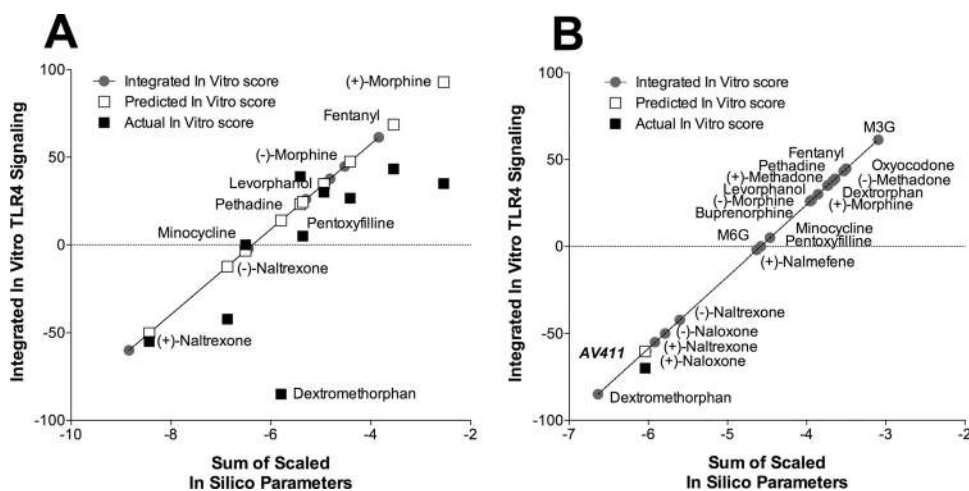 A
Integrated In Vitro TLR4 Signaling
100
50
0
-50
-100
Integrated In Vitro score
Predicted In Vitro score
Actual In Vitro score
(+)-Morphine
Fentanyl
(-)-Morphine
Levorphanol
Pethadine
Pentoxyfilline
Minocycline
(-)-Naltrexone
(+)-Naltrexone
Dextromethorphan
-10
-8
-6
-4
-2
Sum of Scaled
In Silico Parameters
B
Integrated In Vitro TLR4 Signaling
100
50
0
-50
-100
Integrated In Vitro score
Predicted In Vitro score
Actual In Vitro score
M3G
Fentanyl
Pethadine
Oxyocodone
(+)-Methadone
(-)-Methadone
Levorphanol
Dextrorphan
(-)-Morphine
(+)-Morphine
Buprenorphine
Minocycline
M6G
Pentoxyfilline
(+)-Nalmefene
(-)-Naltrexone
(-)-Naloxone
AV411
(+)-Naltrexone
(+)-Naloxone
Dextromethorphan
-7
-6
-5
-4
-3
-2
Sum of Scaled
In Silico Parameters